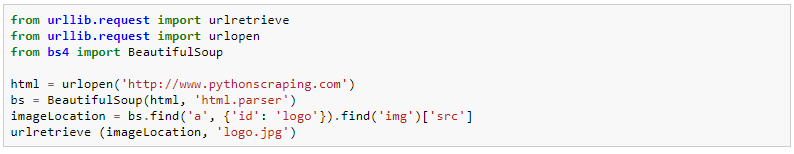 from urllib.request import urlretrieve
from urllib.request import urlopen
from bs4 import BeautifulSoup
html = urlopen('http://www.pythonscraping.com')
bs = BeautifulSoup(html, 'html.parser')
imageLocation = bs.find('a', {'id': 'logo'}).find('img')['src']
urlretrieve (imageLocation, 'logo.jpg')